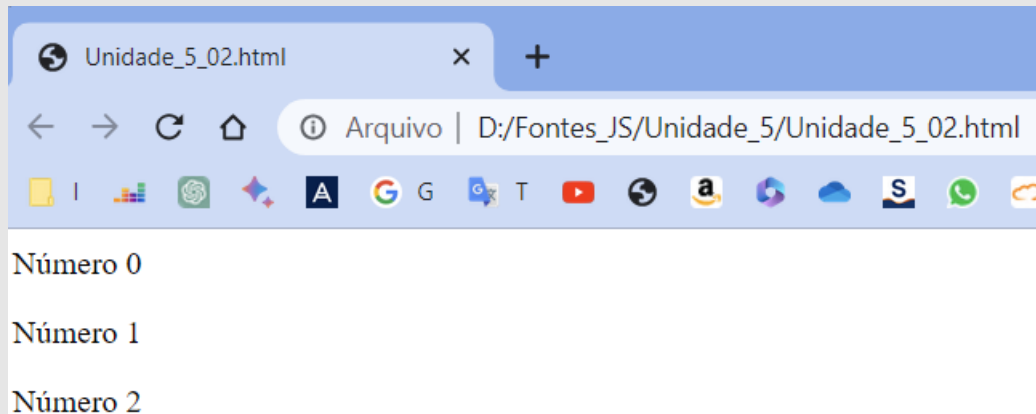 Unidade_5_02.html
Arquivo | D:/Fontes_JS/Unidade_5/Unidade_5_02.html
I A G G T a S
Número 0
Número 1
Número 2